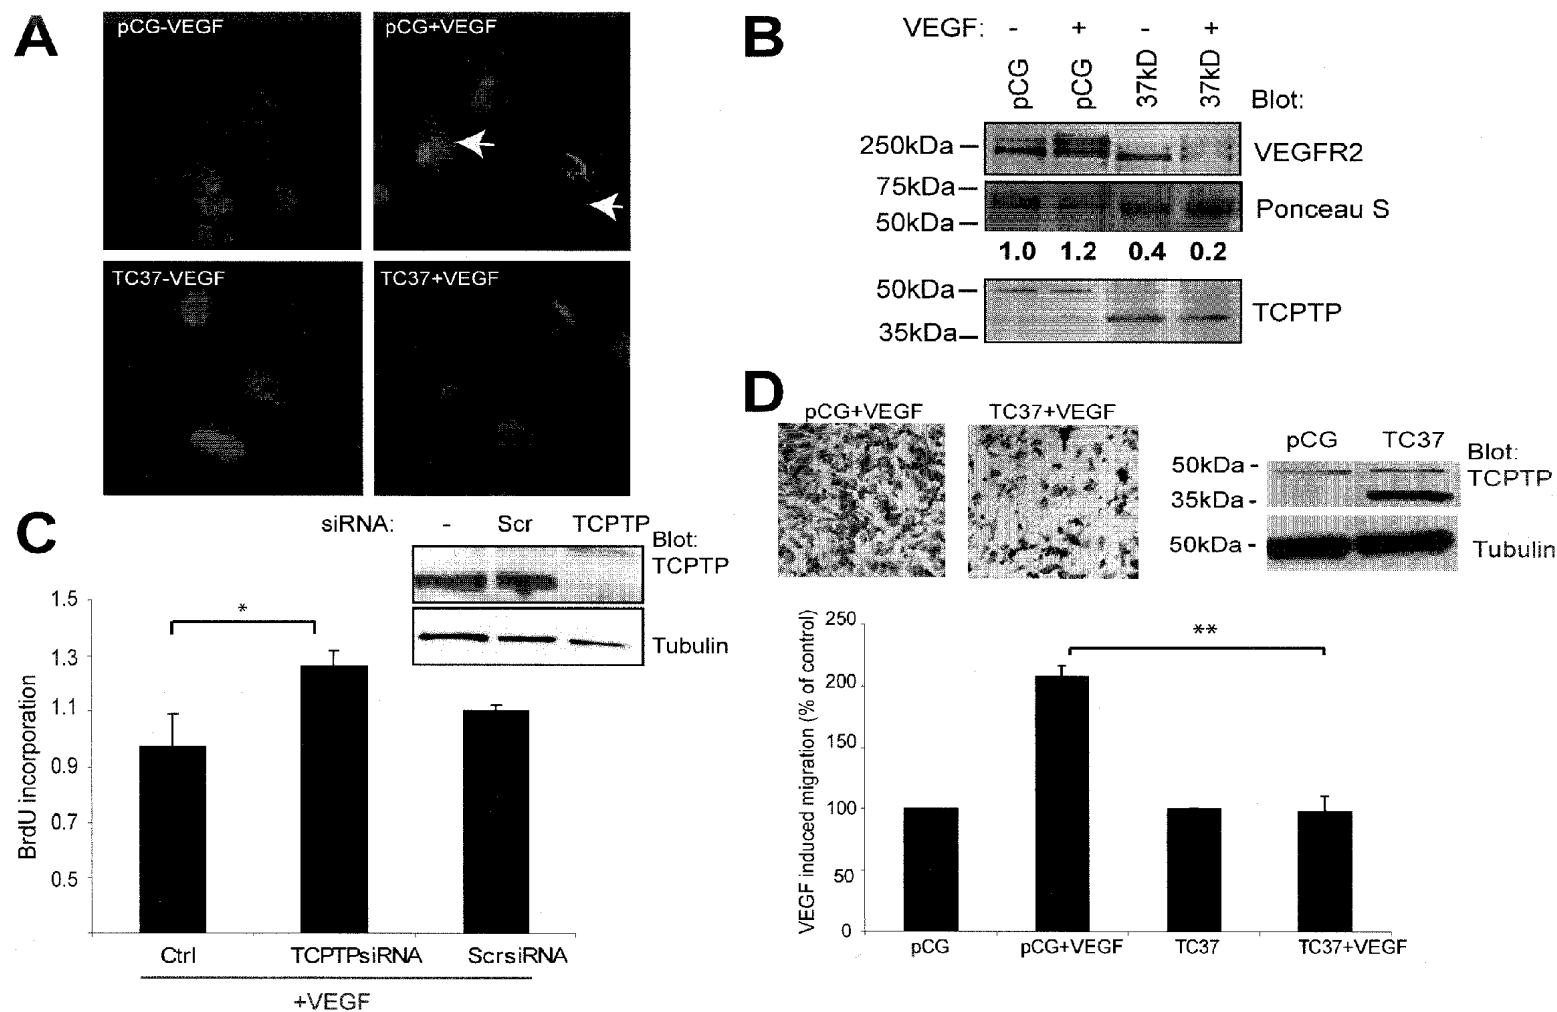 A
pCG-VEGF
pCG+VEGF
TC37-VEGF
TC37+VEGF
B
VEGF: - + - +
pCG pCG 37kD 37kD Blot:
250kDa VEGFR2
75kDa
50kDa Ponceau S
1.0 1.2 0.4 0.2
50kDa
35kDa TCPTP
C
siRNA: - Scr TCPTP
Blot:
TCPTP
Tubulin
*
BrdU incorporation
1.5
1.3
1.1
0.9
0.7
0.5
Ctrl TCPTPsiRNA ScrsiRNA
+VEGF
D
pCG+VEGF TC37+VEGF
pCG TC37
Blot:
TCPTP
50kDa -
35kDa -
50kDa - Tubulin
**
VEGF induced migration (% of control)
250
200
150
100
50
0
pCG pCG+VEGF TC37 TC37+VEGF